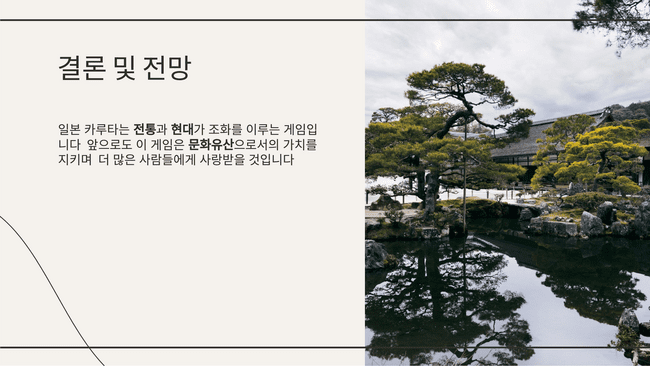 결론 및 전망
일본 카루타는 전통과 현대가 조화를 이루는 게임입
니다 앞으로도 이 게임은 문화유산으로서의 가치를
지키며 더 많은 사람들에게 사랑받을 것입니다